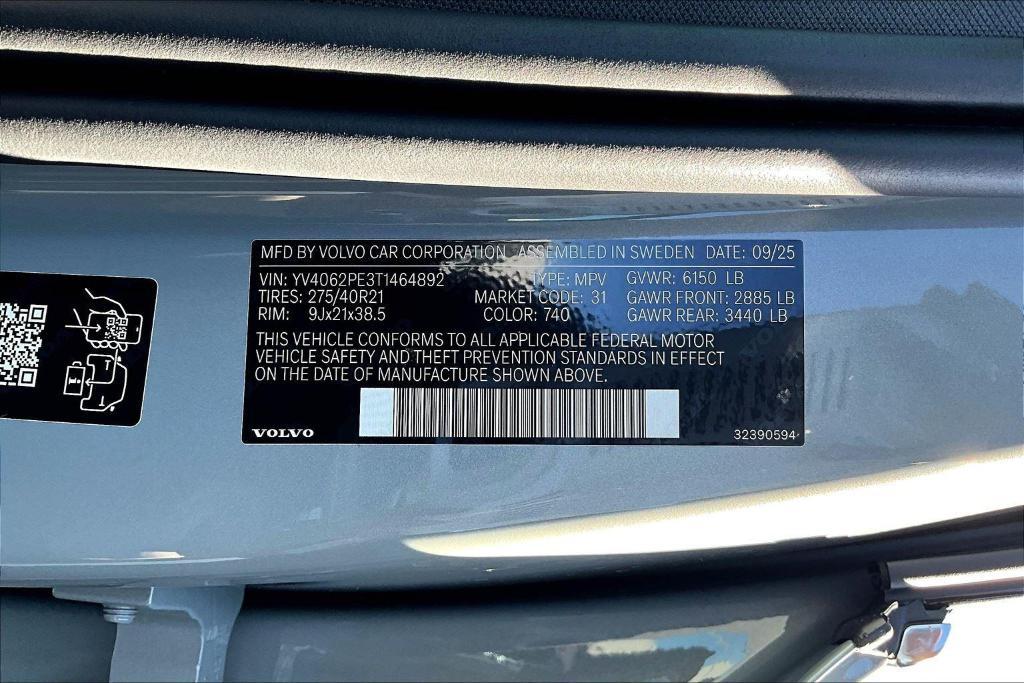 MFD BY VOLVO CAR CORPORATION ASSEMBLED IN SWEDEN DATE: 09/25
VIN: YV4062PE3T1464892 TYPE: MPV GVWR: 6150 LB
TIRES: 275/40R21 MARKET CODE: 31 GAWR FRONT: 2885 LB
RIM: 9Jx21x38.5 COLOR: 740 GAWR REAR: 3440 LB
THIS VEHICLE CONFORMS TO ALL APPLICABLE FEDERAL MOTOR
VEHICLE SAFETY AND THEFT PREVENTION STANDARDS IN EFFECT
ON THE DATE OF MANUFACTURE SHOWN ABOVE.
VOLVO 32390594